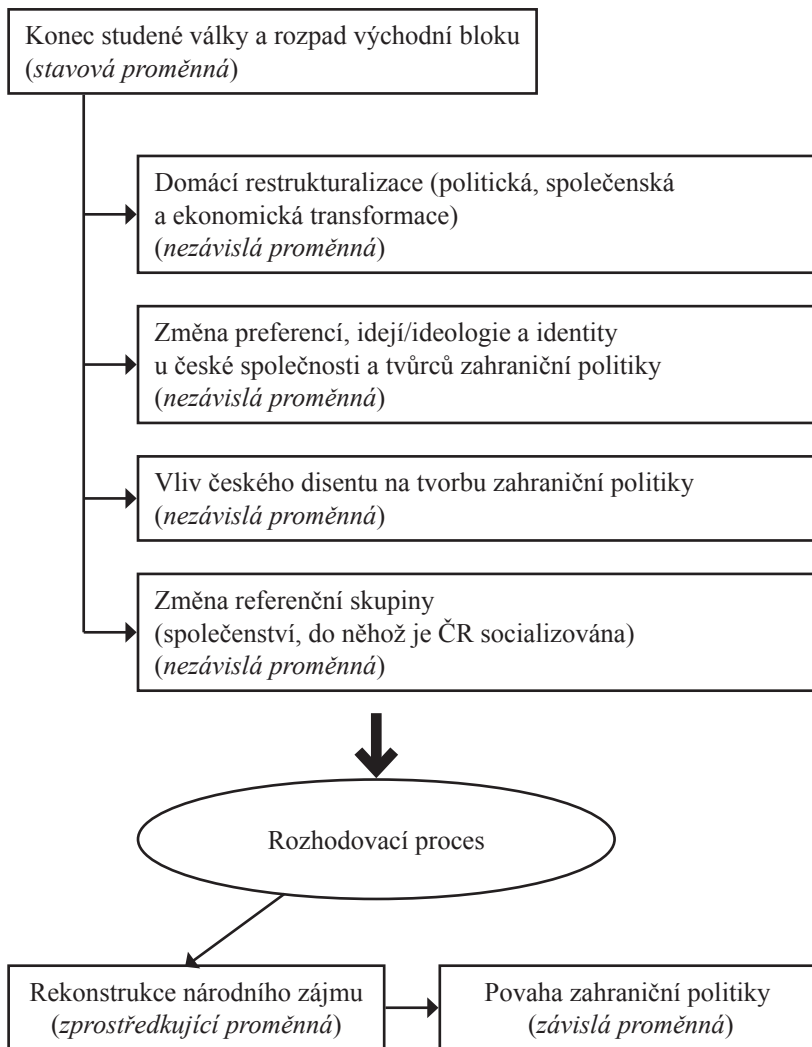 Konec studené války a rozpad východní bloku
(stavová proměnná)
Domácí restrukturalizace (politická, společenská
a ekonomická transformace)
(nezávislá proměnná)
Změna preferencí, idejí/ideologie a identity
u české společnosti a tvůrců zahraniční politiky
(nezávislá proměnná)
Vliv českého disentu na tvorbu zahraniční politiky
(nezávislá proměnná)
Změna referenční skupiny
(společenství, do něhož je ČR socializována)
(nezávislá proměnná)
Rozhodovací proces
Rekonstrukce národního zájmu
(zprostředkující proměnná)
Povaha zahraniční politiky
(závislá proměnná)